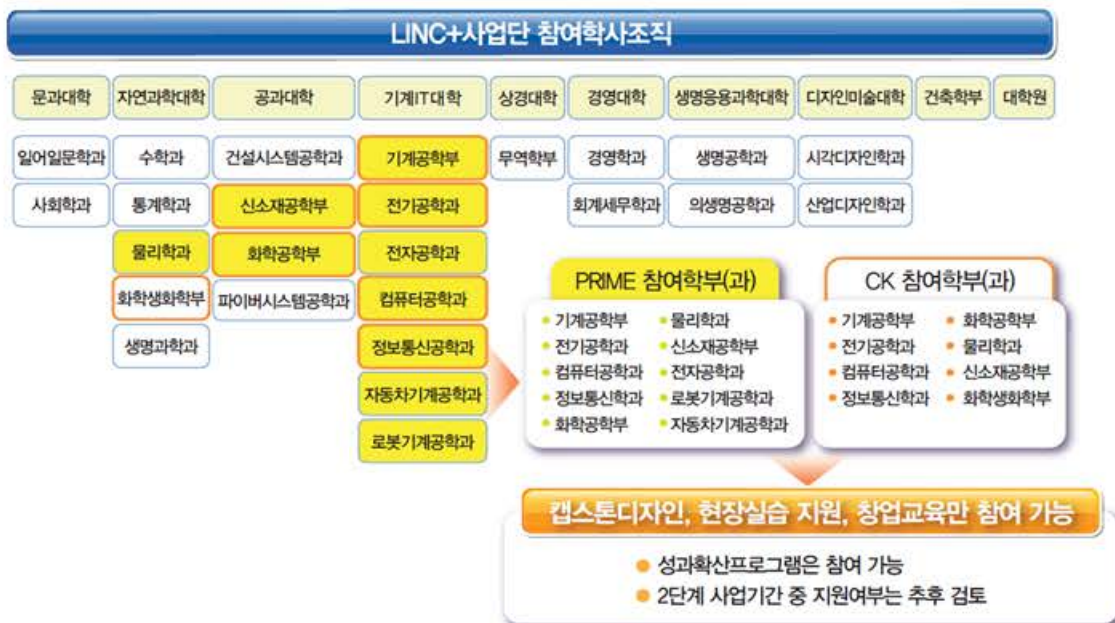 LINC+사업단 참여학사조직
문과대학 자연과학대학 공과대학 기계IT대학 상경대학 경영대학 생명응용과학대학 디자인미술대학 건축학부 대학원
일어일문학과 수학과 건설시스템공학과 기계공학부 무역학부 경영학과 생명공학과 시각디자인학과
사회학과 통계학과 신소재공학부 전기공학과 회계세무학과 의생명공학과 산업디자인학과
물리학과 화학공학부 전자공학과
화학생화학부 파이버시스템공학과 컴퓨터공학과
생명과학과 정보통신공학과
자동차기계공학과
로봇기계공학과
PRIME 참여학부(과)
• 기계공학부 • 물리학과
• 전기공학과 • 신소재공학부
• 컴퓨터공학과 • 전자공학과
• 정보통신학과 • 로봇기계공학과
• 화학공학부 • 자동차기계공학과
CK 참여학부(과)
• 기계공학부 • 화학공학부
• 전기공학과 • 물리학과
• 컴퓨터공학과 • 신소재공학부
• 정보통신학과 • 화학생화학부
캡스톤디자인, 현장실습 지원, 창업교육만 참여 가능
● 성과확산프로그램은 참여 가능
● 2단계 사업기간 중 지원여부는 추후 검토